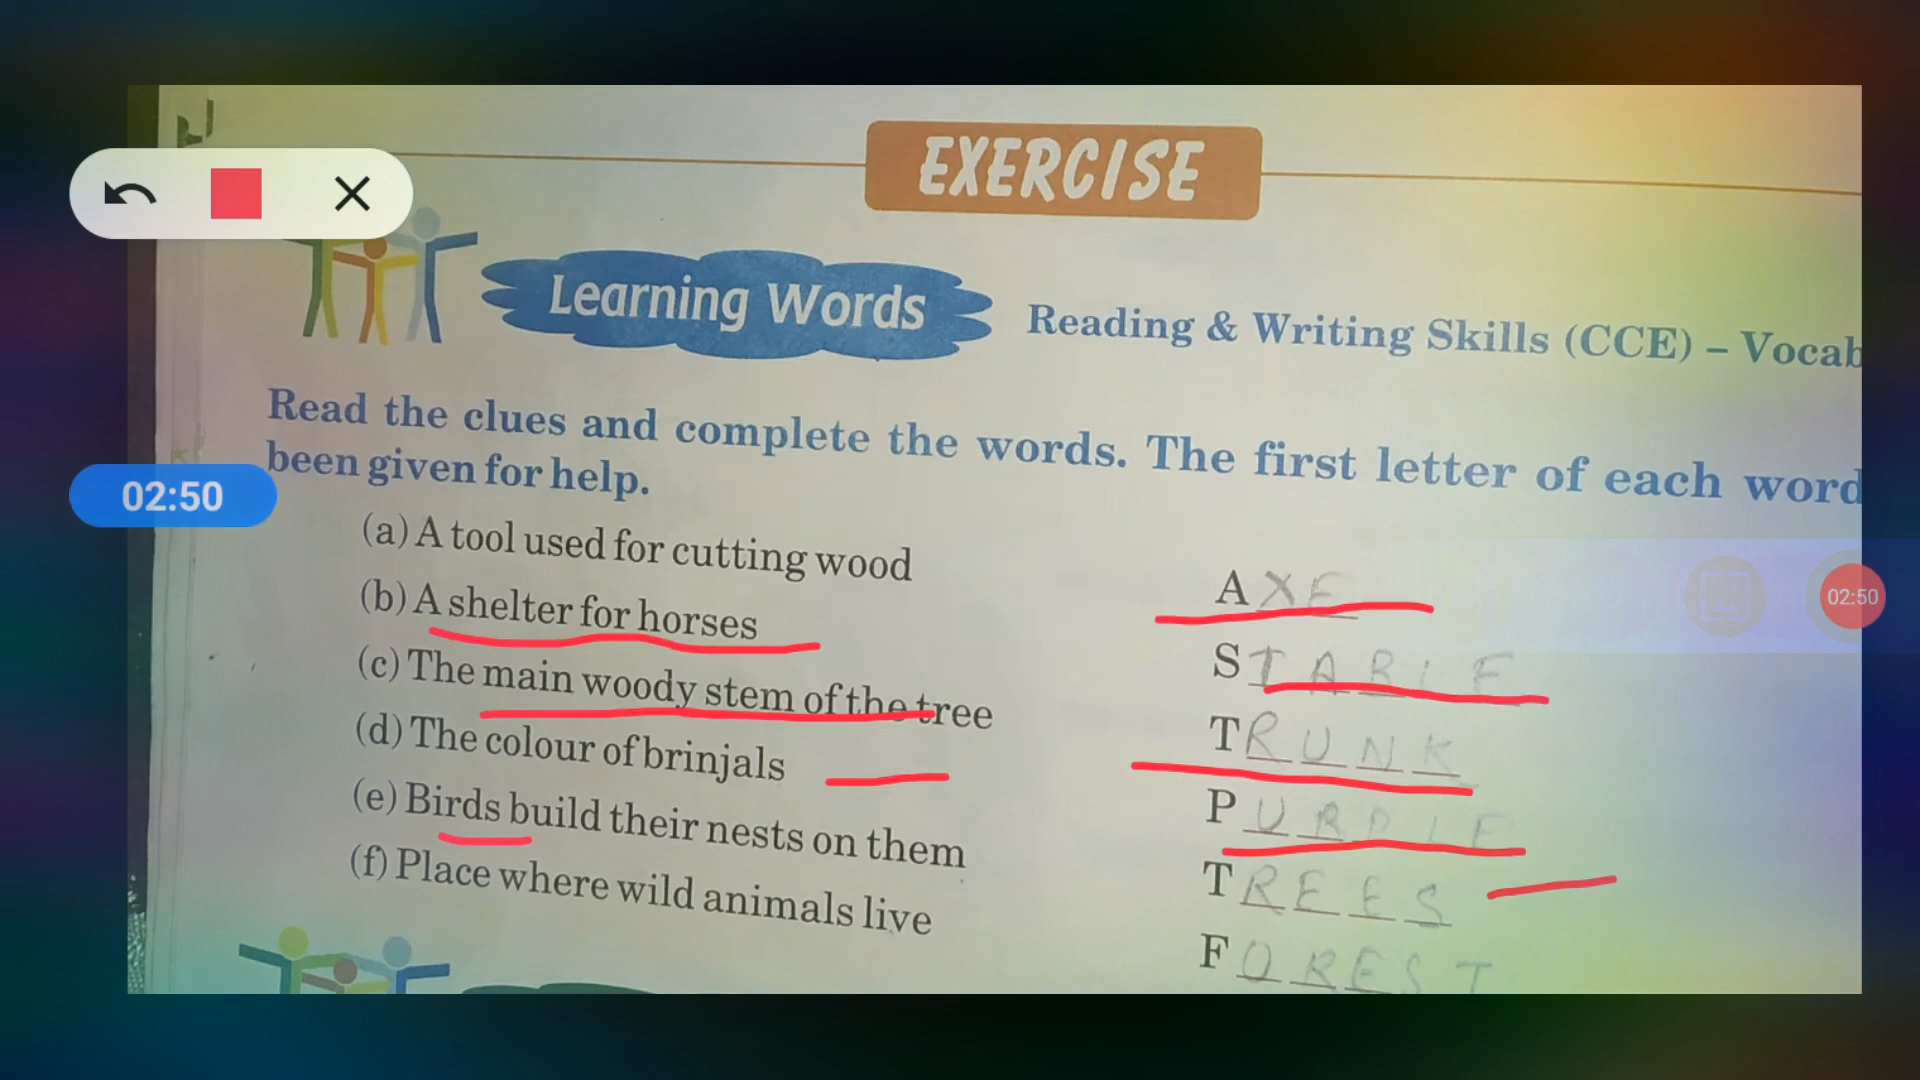 EXERCISE
Learning Words
Reading & Writing Skills (CCE) – Vocab
Read the clues and complete the words. The first letter of each word
been given for help.
02:50
(a) A tool used for cutting wood
AXE
(b) A shelter for horses
STABLE
(c) The main woody stem of the tree
TRUNK
(d) The colour of brinjals
PURPLE
(e) Birds build their nests on them
TREES
(f) Place where wild animals live
FOREST
02:50